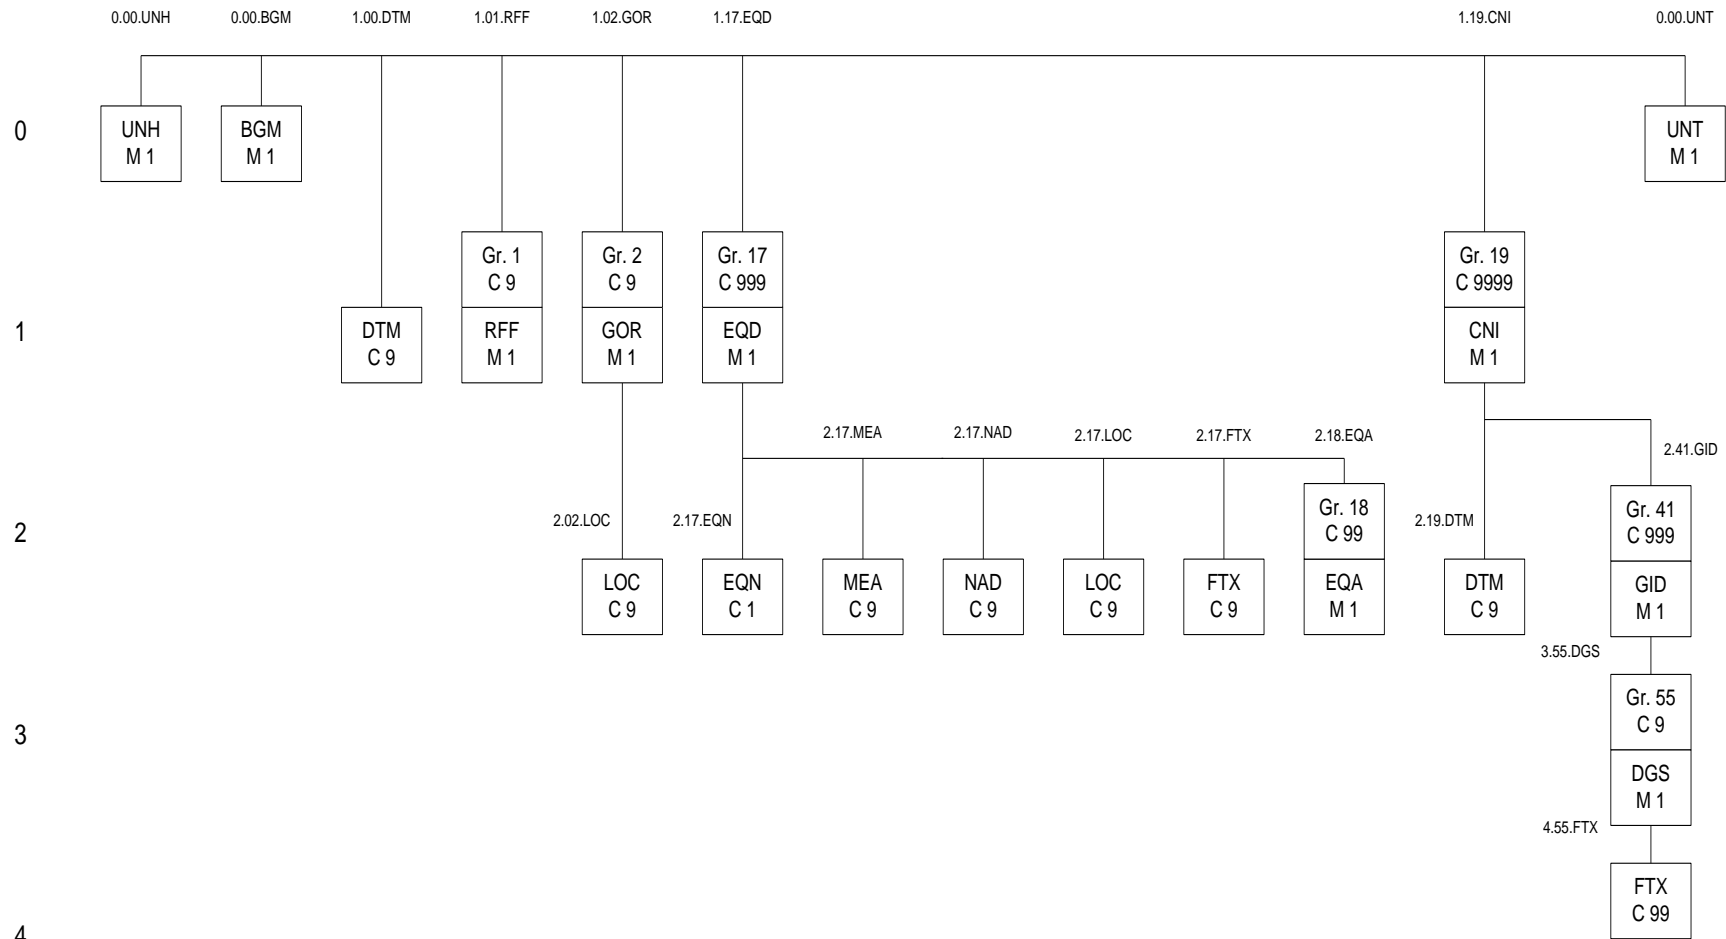 0.00.UNH
0.00.BGM
1.00.DTM
1.01.RFF
1.02.GOR
1.17.EQD
1.19.CNI
0.00.UNT
0
UNH
M 1
BGM
M 1
UNT
M 1
Gr. 1
C 9
Gr. 2
C 9
Gr. 17
C 999
Gr. 19
C 9999
1
DTM
C 9
RFF
M 1
GOR
M 1
EQD
M 1
CNI
M 1
2.17.MEA
2.17.NAD
2.17.LOC
2.17.FTX
2.18.EQA
2.41.GID
2
2.02.LOC
2.17.EQN
Gr. 18
C 99
2.19.DTM
Gr. 41
C 999
LOC
C 9
EQN
C 1
MEA
C 9
NAD
C 9
LOC
C 9
FTX
C 9
EQA
M 1
DTM
C 9
GID
M 1
3.55.DGS
3
Gr. 55
C 9
DGS
M 1
4.55.FTX
FTX
C 99
4